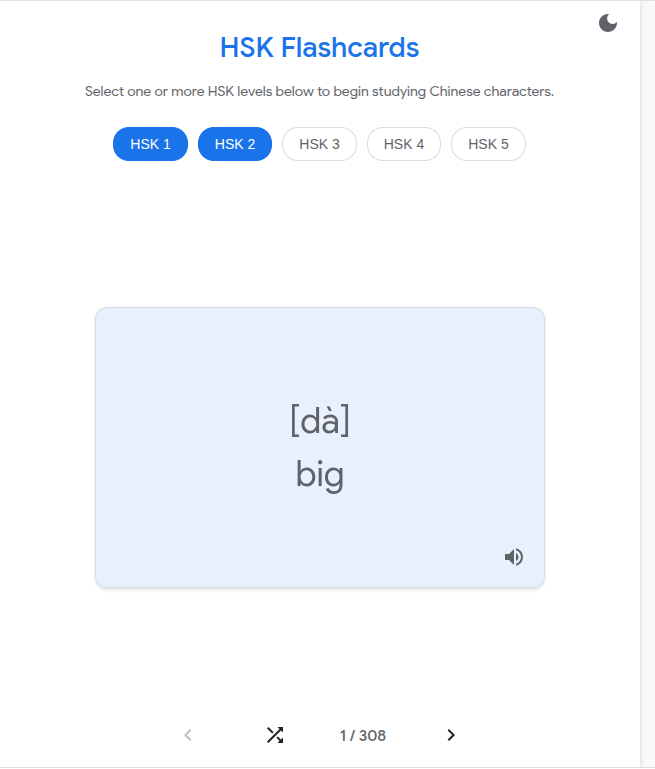 HSK Flashcards
Select one or more HSK levels below to begin studying Chinese characters.
HSK 1 HSK 2 HSK 3 HSK 4 HSK 5
[dà]
big
1 / 308